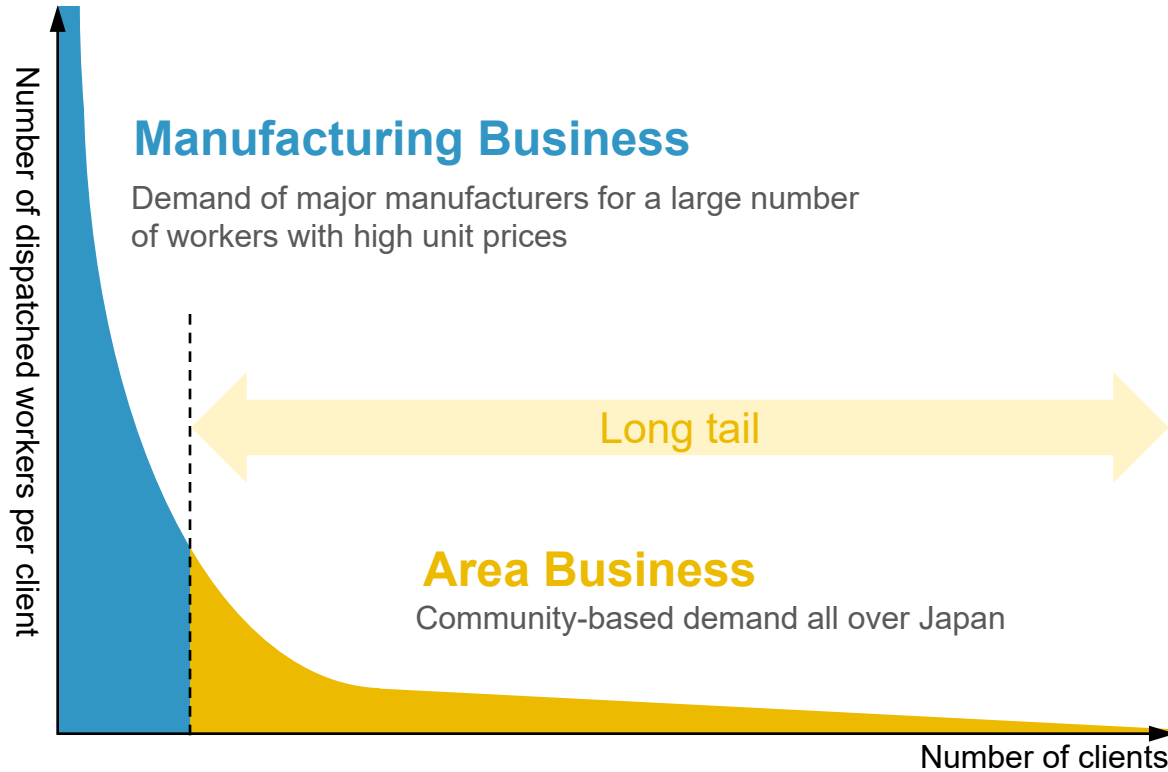 Number of dispatched workers per client
Manufacturing Business
Demand of major manufacturers for a large number
of workers with high unit prices
Long tail
Area Business
Community-based demand all over Japan
Number of clients